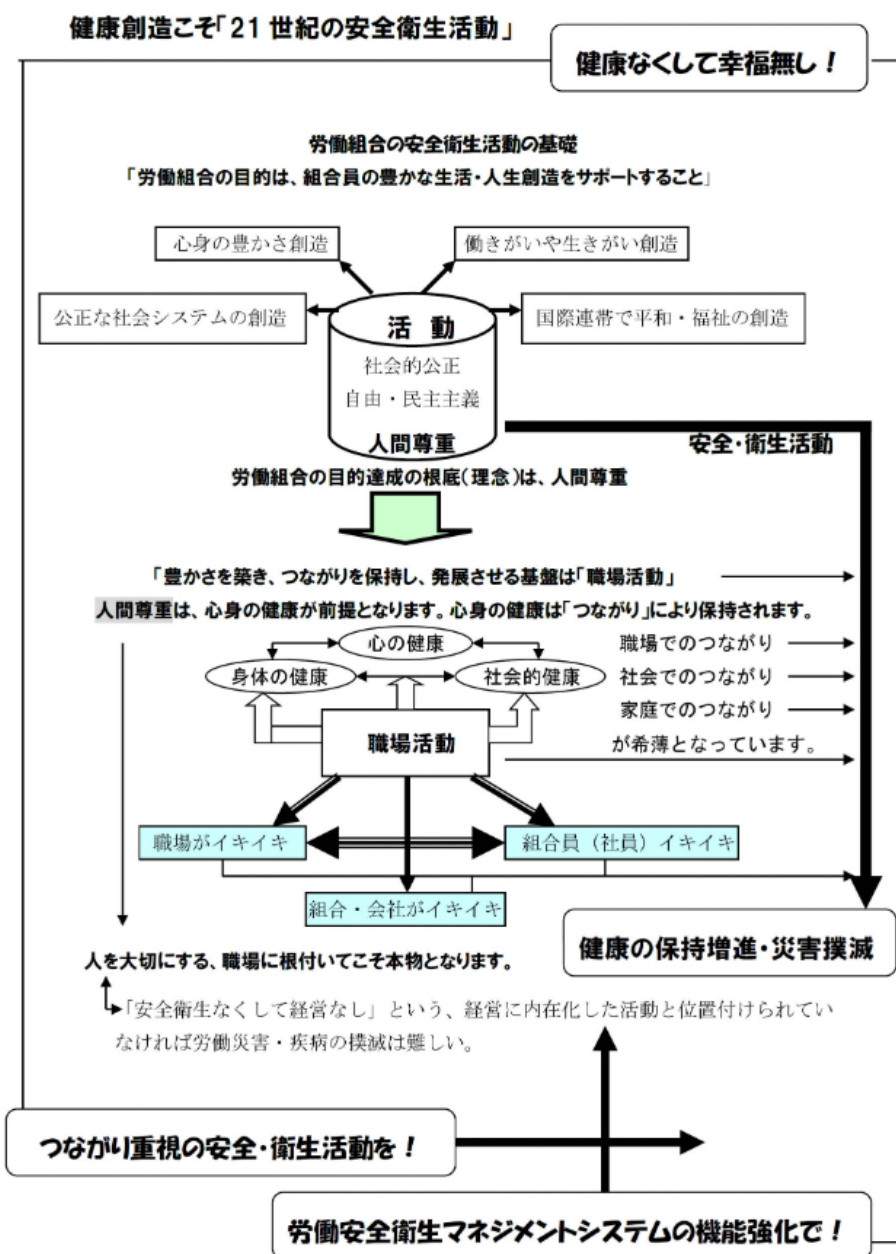 健康創造こそ「21 世紀の安全衛生活動」
健康なくして幸福無し！
労働組合の安全衛生活動の基礎
「労働組合の目的は、組合員の豊かな生活・人生創造をサポートすること」
心身の豊かさ創造
働きがいや生きがい創造
公正な社会システムの創造
国際連帯で平和・福祉の創造
活　動
社会的公正
自由・民主主義
人間尊重
安全・衛生活動
労働組合の目的達成の根底（理念）は、人間尊重
「豊かさを築き、つながりを保持し、発展させる基盤は「職場活動」
人間尊重は、心身の健康が前提となります。心身の健康は「つながり」により保持されます。
心の健康
職場でのつながり
身体の健康
社会的健康
社会でのつながり
家庭でのつながり
職場活動
が希薄となっています。
職場がイキイキ
組合員（社員）イキイキ
組合・会社がイキイキ
健康の保持増進・災害撲滅
人を大切にする、職場に根付いてこそ本物となります。
「安全衛生なくして経営なし」という、経営に内在化した活動と位置付けられてい
なければ労働災害・疾病の撲滅は難しい。
つながり重視の安全・衛生活動を！
労働安全衛生マネジメントシステムの機能強化で！